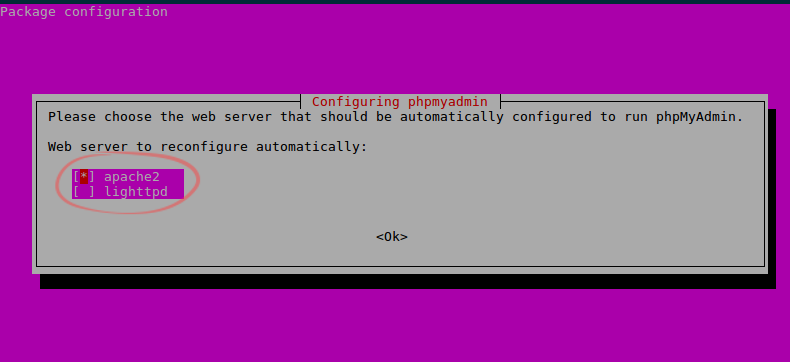 Package configuration
Configuring phpmyadmin
Please choose the web server that should be automatically configured to run phpMyAdmin.
Web server to reconfigure automatically:
[*] apache2
[ ] lighttpd
<Ok>